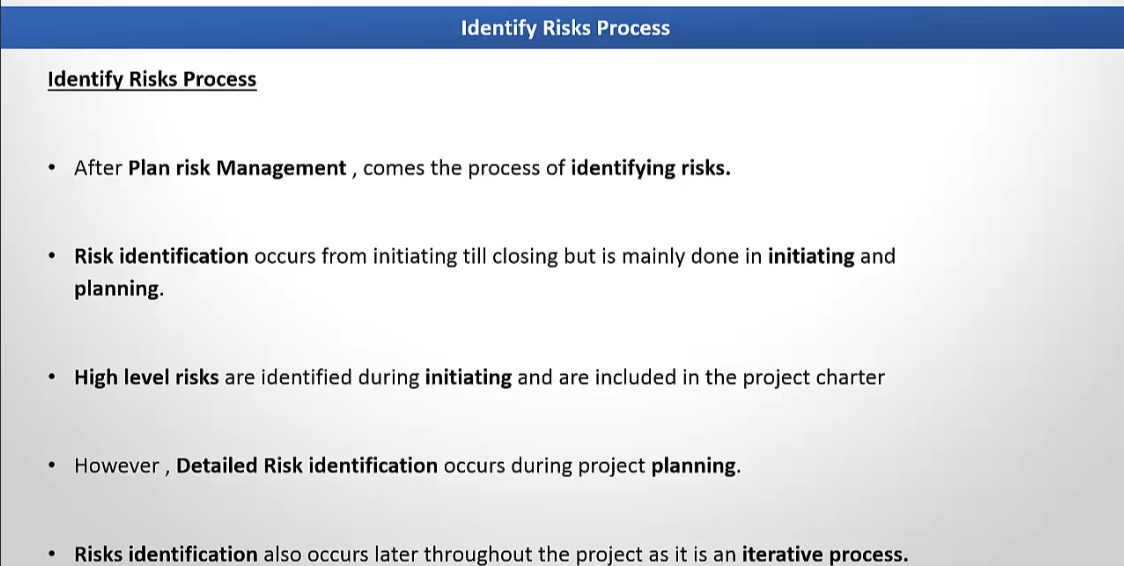 Identify Risks Process
Identify Risks Process
• After Plan risk Management , comes the process of identifying risks.
• Risk identification occurs from initiating till closing but is mainly done in initiating and
planning.
• High level risks are identified during initiating and are included in the project charter
• However , Detailed Risk identification occurs during project planning.
• Risks identification also occurs later throughout the project as it is an iterative process.